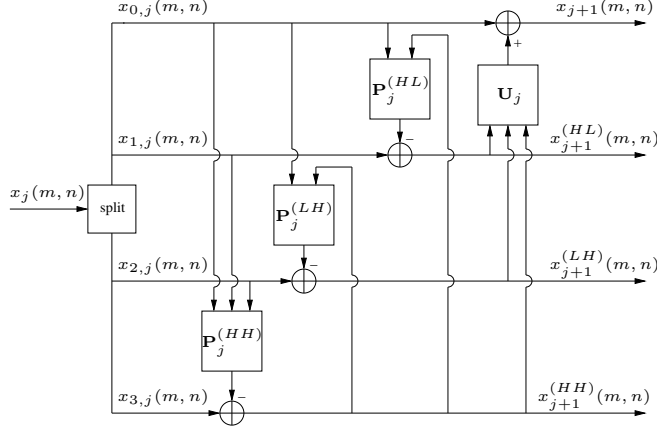 x_{0,j}(m, n) x_{j+1}(m, n)
+
P_j^{(HL)} U_j
−
x_{1,j}(m, n) x_{j+1}^{(HL)}(m, n)
x_j(m, n)
split
P_j^{(LH)}
−
x_{2,j}(m, n) x_{j+1}^{(LH)}(m, n)
P_j^{(HH)}
−
x_{3,j}(m, n) x_{j+1}^{(HH)}(m, n)